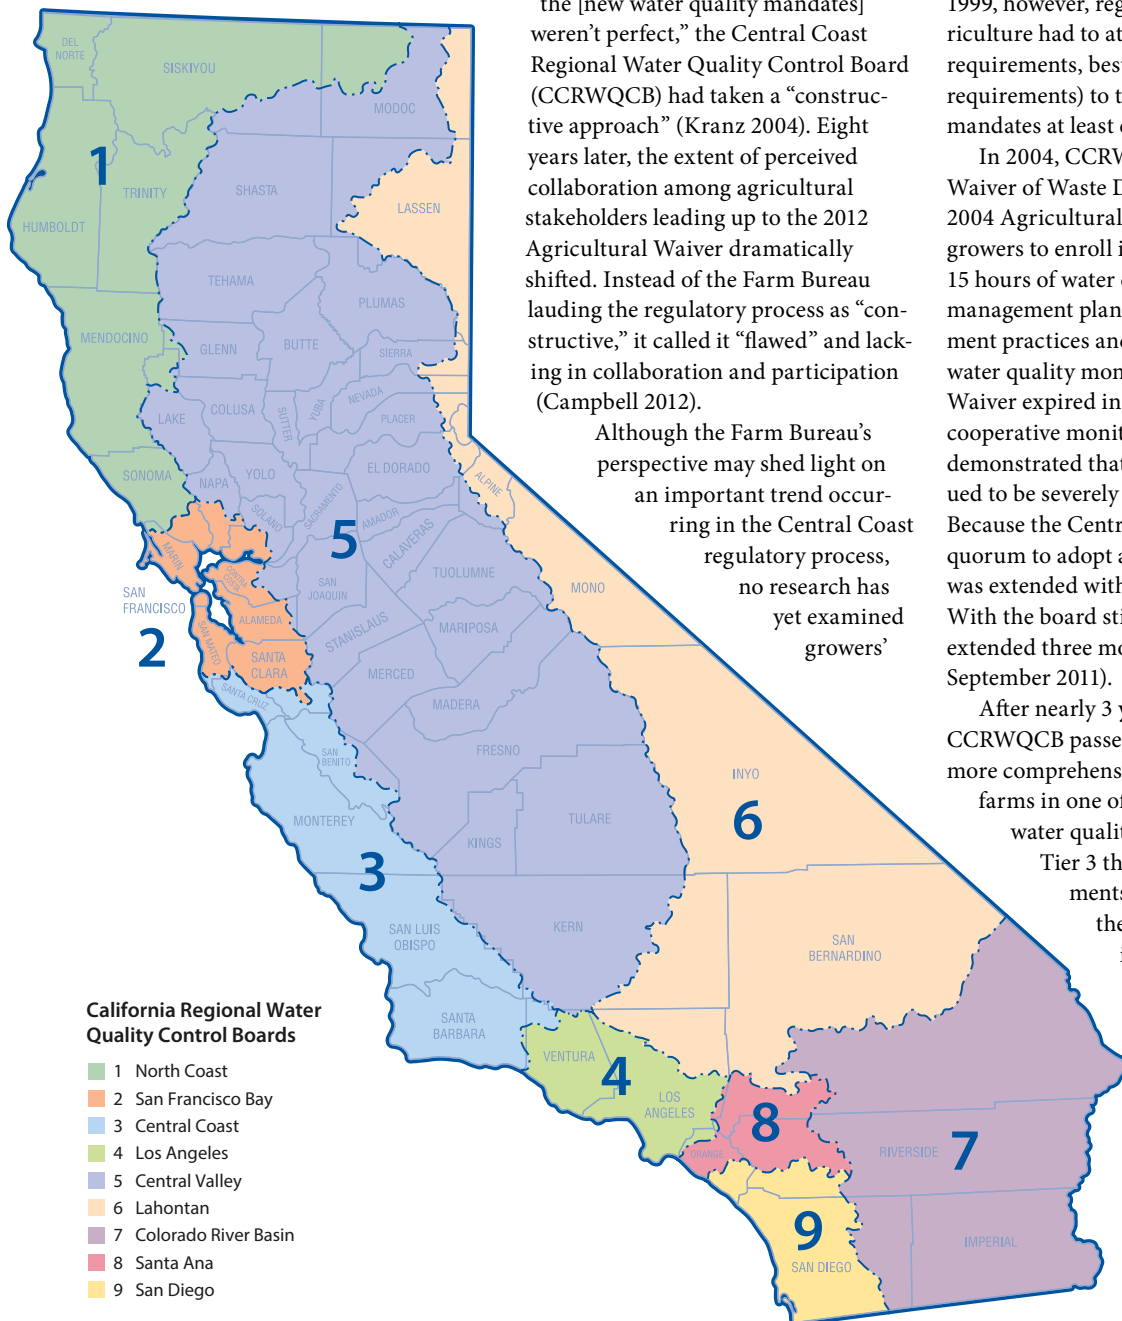 the [new water quality mandates]
weren't perfect,” the Central Coast
Regional Water Quality Control Board
(CCRWQCB) had taken a “construc-
tive approach” (Kranz 2004). Eight
years later, the extent of perceived
collaboration among agricultural
stakeholders leading up to the 2012
Agricultural Waiver dramatically
shifted. Instead of the Farm Bureau
lauding the regulatory process as “con-
structive,” it called it “flawed” and lack-
ing in collaboration and participation
(Campbell 2012).
Although the Farm Bureau's
perspective may shed light on
an important trend occur-
ring in the Central Coast
regulatory process,
no research has
yet examined
growers'
1999, however, reg
riculture had to at
requirements, best
requirements) to t
mandates at least
In 2004, CCRW
Waiver of Waste D
2004 Agricultural
growers to enroll i
15 hours of water
management plan
ment practices and
water quality mon
Waiver expired in
cooperative monit
demonstrated that
ued to be severely
Because the Centr
quorum to adopt a
was extended with
With the board sti
extended three mo
September 2011).
After nearly 3 y
CCRWQCB passe
more comprehens
farms in one of
water qualit
Tier 3 th
ments
the
DEL
NORTE
SISKIYOU
MODOC
1
TRINITY
SHASTA
LASSEN
HUMBOLDT
TEHAMA
PLUMAS
MENDOCINO
GLENN
BUTTE
SIERRA
LAKE
COLUSA
SUTTER
YUBA
NEVADA
PLACER
SONOMA
NAPA
YOLO
EL DORADO
ALPINE
SOLANO
SACRAMENTO
AMADOR
5
CALAVERAS
MARIN
CONTRA
COSTA
SAN
JOAQUIN
TUOLUMNE
MONO
SAN
FRANCISCO
2
ALAMEDA
SAN MATEO
STANISLAUS
MARIPOSA
SANTA
CLARA
MERCED
SANTA CRUZ
MADERA
SAN
BENITO
FRESNO
INYO
6
MONTEREY
TULARE
KINGS
3
SAN LUIS
OBISPO
KERN
SAN
BERNARDINO
SANTA
BARBARA
VENTURA
4
LOS
ANGELES
8
ORANGE
RIVERSIDE
7
9
SAN DIEGO
IMPERIAL
California Regional Water
Quality Control Boards
1 North Coast
2 San Francisco Bay
3 Central Coast
4 Los Angeles
5 Central Valley
6 Lahontan
7 Colorado River Basin
8 Santa Ana
9 San Diego